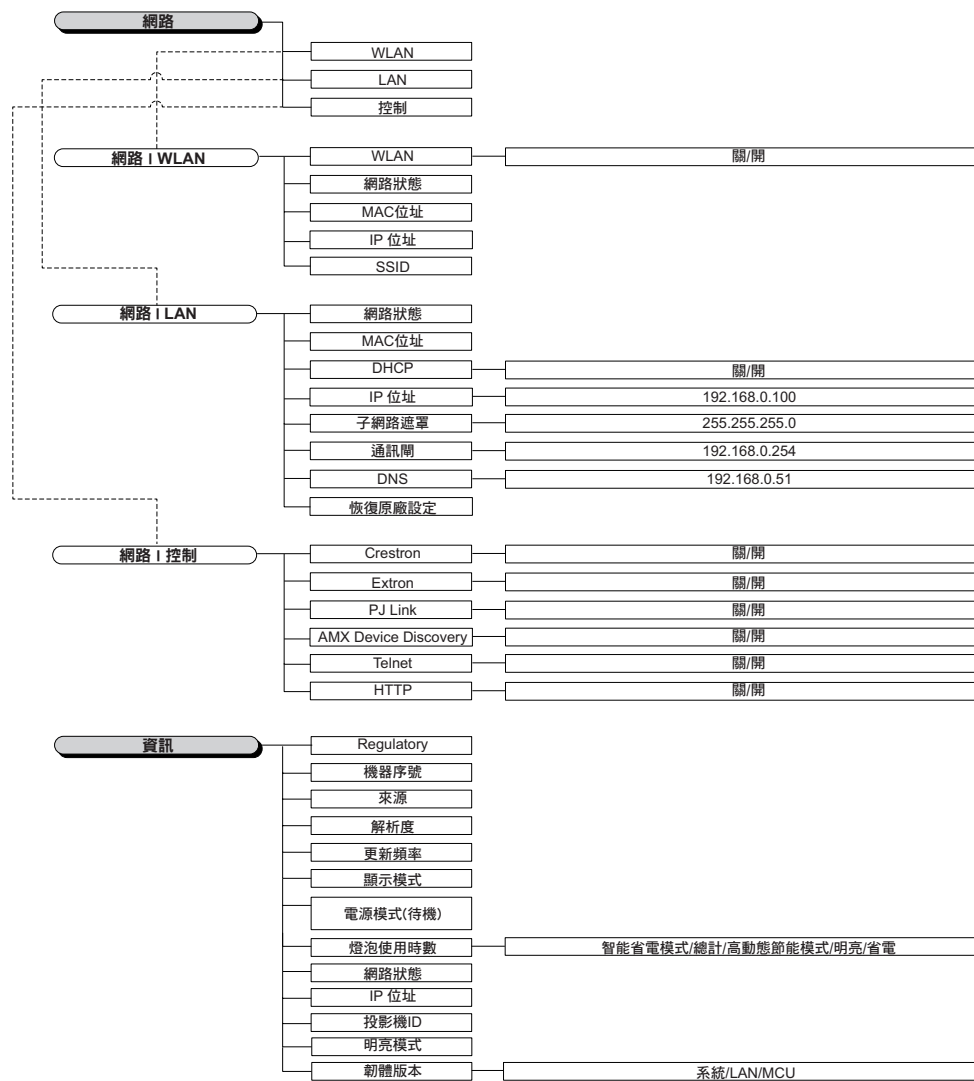 網路
WLAN
LAN
控制
網路 | WLAN
WLAN
關/開
網路狀態
MAC位址
IP 位址
SSID
網路 | LAN
網路狀態
MAC位址
DHCP
關/開
IP 位址
192.168.0.100
子網路遮罩
255.255.255.0
通訊閘
192.168.0.254
DNS
192.168.0.51
恢復原廠設定
網路 | 控制
Crestron
關/開
Extron
關/開
PJ Link
關/開
AMX Device Discovery
關/開
Telnet
關/開
HTTP
關/開
資訊
Regulatory
機器序號
來源
解析度
更新頻率
顯示模式
電源模式(待機)
燈泡使用時數
智能省電模式/總計/高動態節能模式/明亮/省電
網路狀態
IP 位址
投影機ID
明亮模式
韌體版本
系統/LAN/MCU